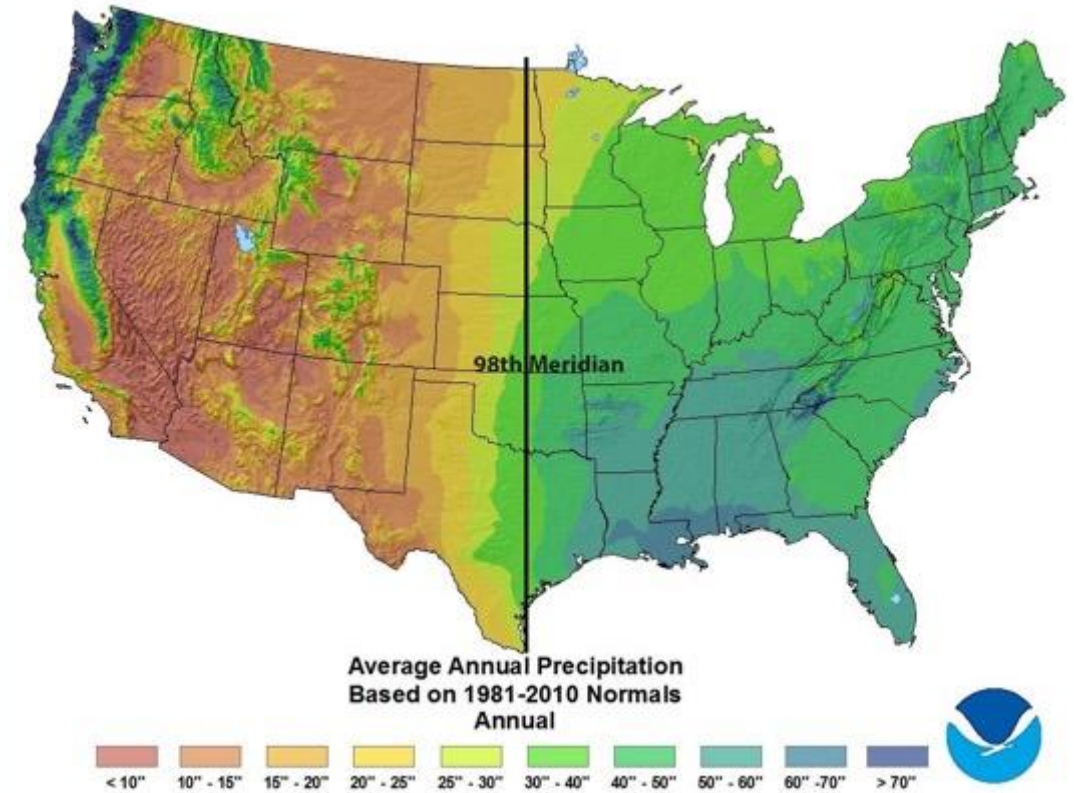 98th Meridian
Average Annual Precipitation
Based on 1981-2010 Normals
Annual
< 10" 10" - 15" 15" - 20" 20" - 25" 25" - 30" 30" - 40" 40" - 50" 50" - 60" 60" -70" > 70"